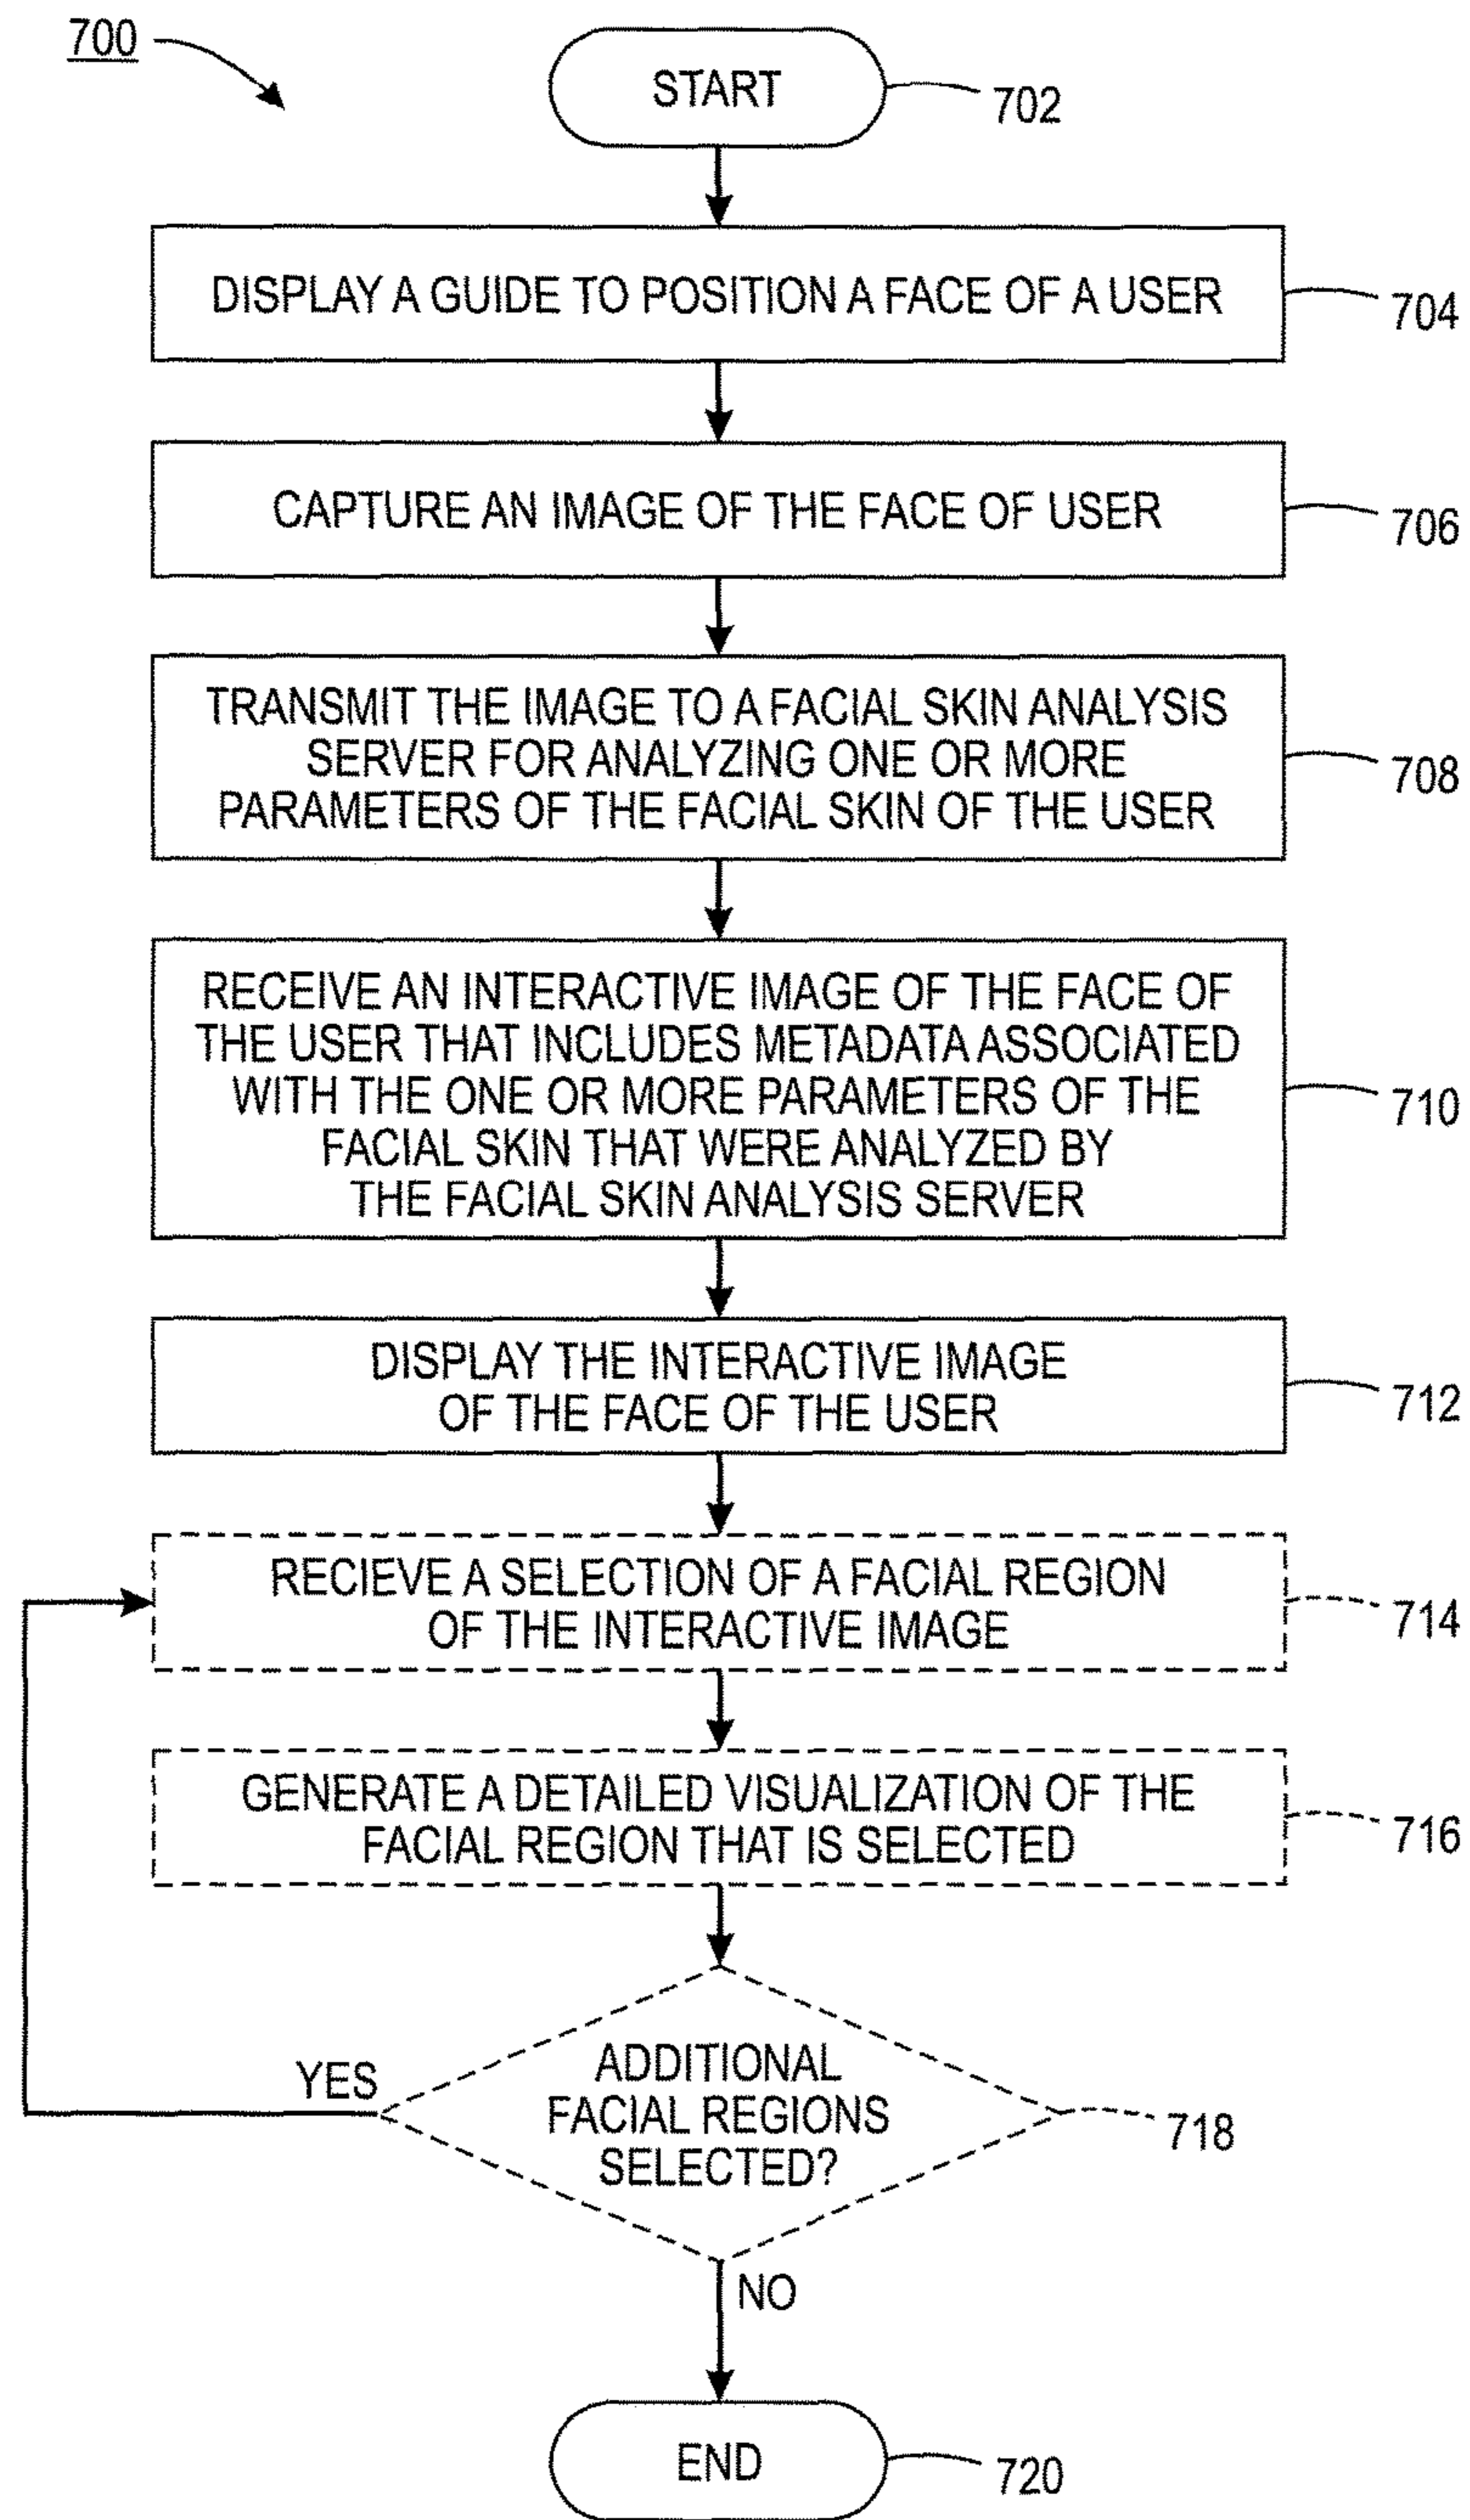 700
START
702
DISPLAY A GUIDE TO POSITION A FACE OF A USER
704
CAPTURE AN IMAGE OF THE FACE OF USER
706
TRANSMIT THE IMAGE TO A FACIAL SKIN ANALYSIS
SERVER FOR ANALYZING ONE OR MORE
PARAMETERS OF THE FACIAL SKIN OF THE USER
708
RECEIVE AN INTERACTIVE IMAGE OF THE FACE OF
THE USER THAT INCLUDES METADATA ASSOCIATED
WITH THE ONE OR MORE PARAMETERS OF THE
FACIAL SKIN THAT WERE ANALYZED BY
THE FACIAL SKIN ANALYSIS SERVER
710
DISPLAY THE INTERACTIVE IMAGE
OF THE FACE OF THE USER
712
RECIEVE A SELECTION OF A FACIAL REGION
OF THE INTERACTIVE IMAGE
714
GENERATE A DETAILED VISUALIZATION OF THE
FACIAL REGION THAT IS SELECTED
716
YES
ADDITIONAL
FACIAL REGIONS
SELECTED?
718
NO
END
720